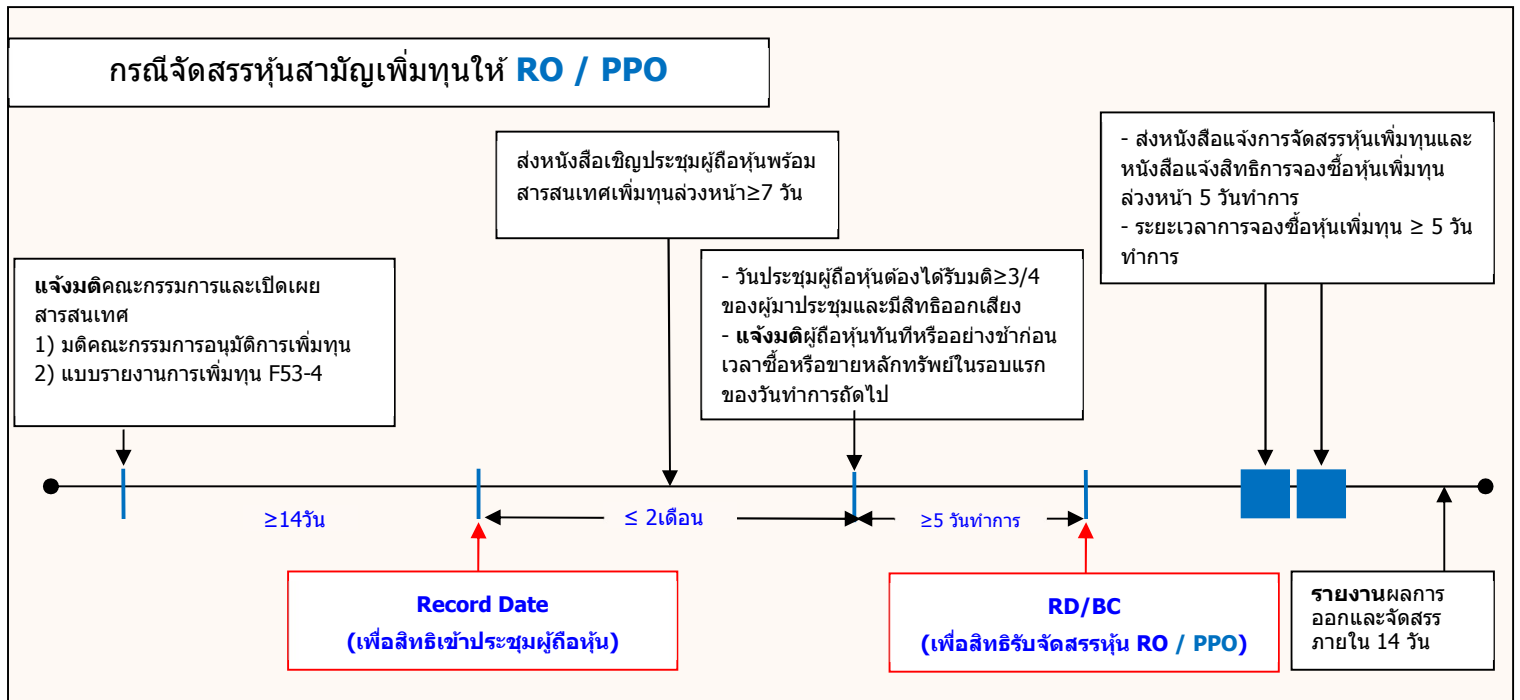 กรณีจัดสรรหุ้นสามัญเพิ่มทุนให้ RO / PPO
ส่งหนังสือเชิญประชุมผู้ถือหุ้นพร้อม
สารสนเทศเพิ่มทุนล่วงหน้า≥7 วัน
- ส่งหนังสือแจ้งการจัดสรรหุ้นเพิ่มทุนและ
หนังสือแจ้งสิทธิการจองซื้อหุ้นเพิ่มทุน
ล่วงหน้า 5 วันทำการ
- ระยะเวลาการจองซื้อหุ้นเพิ่มทุน ≥ 5 วัน
ทำการ
แจ้งมติคณะกรรมการและเปิดเผย
สารสนเทศ
1) มติคณะกรรมการอนุมัติการเพิ่มทุน
2) แบบรายงานการเพิ่มทุน F53-4
- วันประชุมผู้ถือหุ้นต้องได้รับมติ≥3/4
ของผู้มาประชุมและมีสิทธิออกเสียง
- แจ้งมติผู้ถือหุ้นทันทีหรืออย่างช้าก่อน
เวลาซื้อหรือขายหลักทรัพย์ในรอบแรก
ของวันทำการถัดไป
≥14วัน
≤ 2เดือน
≥5 วันทำการ
Record Date
(เพื่อสิทธิเข้าประชุมผู้ถือหุ้น)
RD/BC
(เพื่อสิทธิรับจัดสรรหุ้น RO / PPO)
รายงานผลการ
ออกและจัดสรร
ภายใน 14 วัน